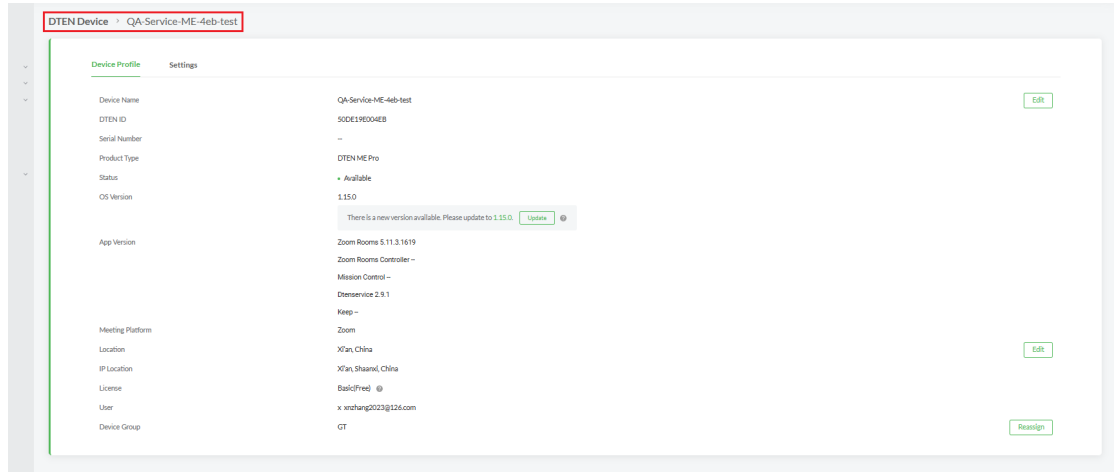 DTEN Device > QA-Service-ME-4eb-test
Device Profile Settings
Device Name QA-Service-ME-4eb-test Edit
DTEN ID 50DE19E004EB
Serial Number --
Product Type DTEN ME Pro
Status Available
OS Version 1.15.0
There is a new version available. Please update to 1.15.0. Update
App Version Zoom Rooms 5.11.3.1619
Zoom Rooms Controller --
Mission Control --
Dtenservice 2.9.1
Keep --
Meeting Platform Zoom
Location Xi'an, China Edit
IP Location Xi'an, Shaanxi, China
License Basic(Free)
User x xnzhang2023@126.com
Device Group GT Reassign